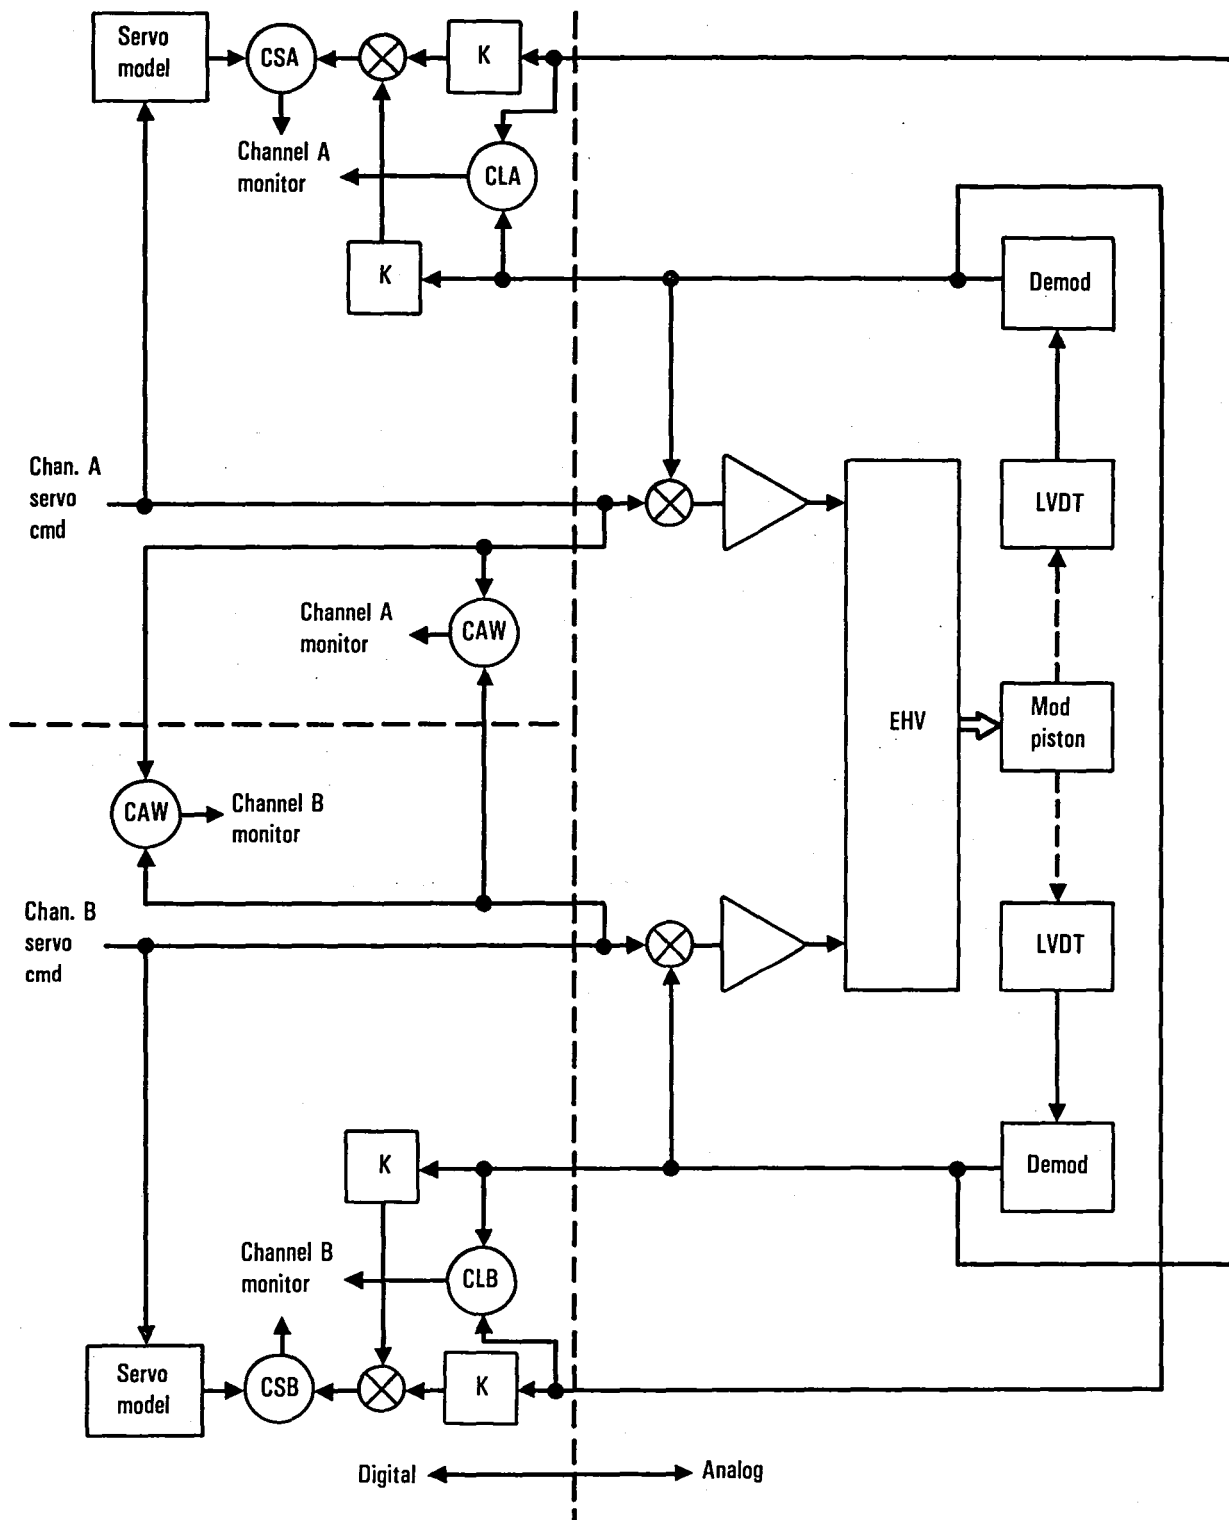 Servo
model
CSA
K
Channel A
monitor
CLA
K
Demod
Chan. A
servo
cmd
LVDT
Channel A
monitor
CAW
EHV
Mod
piston
CAW
Channel B
monitor
Chan. B
servo
cmd
LVDT
K
Demod
Channel B
monitor
CLB
Servo
model
CSB
K
Digital
Analog